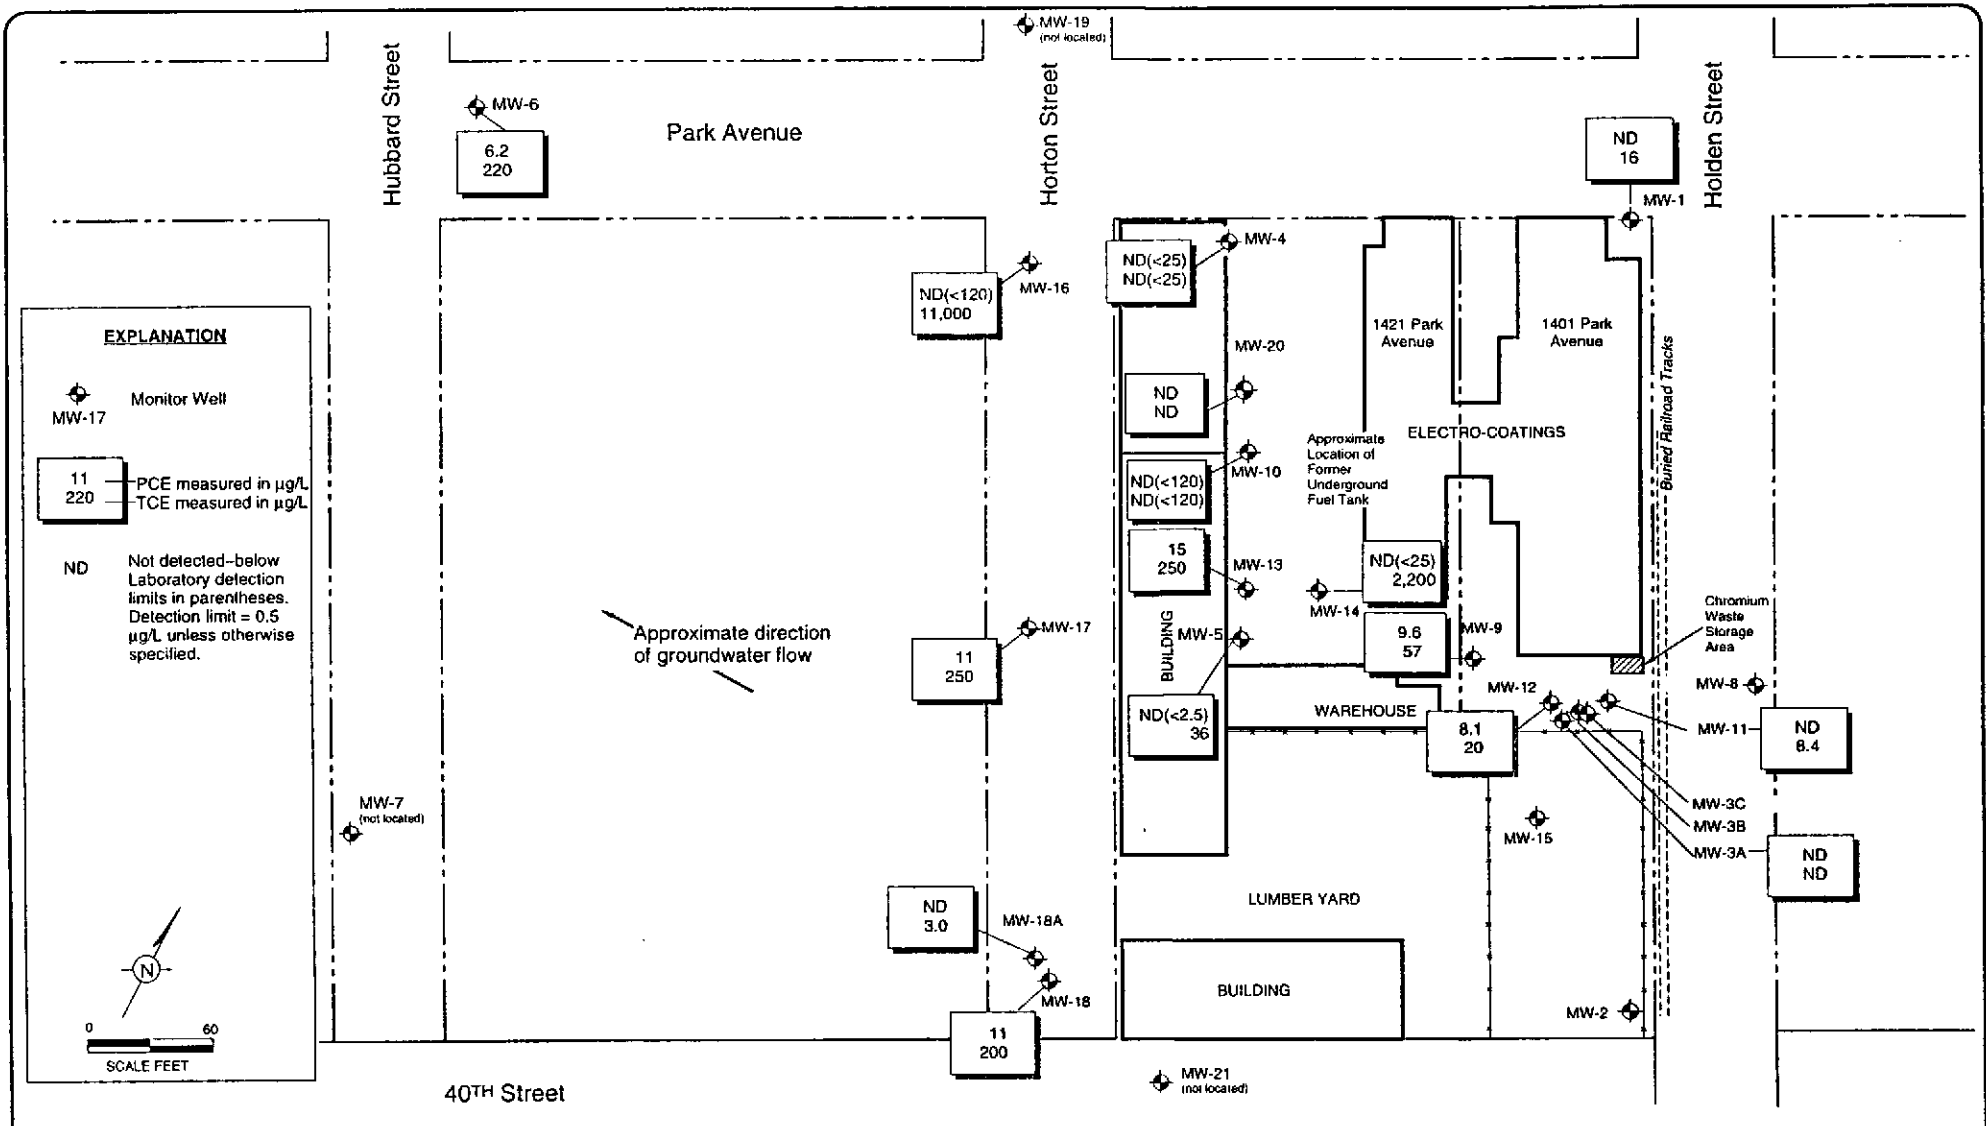 MW-19
(not located)
Hubbard Street
Horton Street
Holden Street
MW-6
6.2
220
Park Avenue
ND
16
MW-1
MW-4
ND(<25)
ND(<25)
MW-16
ND(<120)
11,000
EXPLANATION
MW-17
Monitor Well
11
220
PCE measured in µg/L
TCE measured in µg/L
ND
Not detected--below
Laboratory detection
limits in parentheses.
Detection limit = 0.5
µg/L unless otherwise
specified.
N
0 60
SCALE FEET
1421 Park
Avenue
1401 Park
Avenue
Buried Railroad Tracks
MW-20
ND
ND
ELECTRO-COATINGS
Approximate
Location of
Former
Underground
Fuel Tank
MW-10
ND(<120)
ND(<120)
15
250
MW-13
ND(<25)
2,200
MW-14
Chromium
Waste
Storage
Area
Approximate direction
of groundwater flow
MW-17
11
250
BUILDING
MW-5
9.6
57
MW-9
ND(<2.5)
36
WAREHOUSE
MW-12
8.1
20
MW-8
MW-11
ND
8.4
MW-3C
MW-3B
MW-3A
ND
ND
MW-7
(not located)
MW-15
ND
3.0
MW-18A
LUMBER YARD
MW-18
11
200
BUILDING
MW-2
40TH Street
MW-21
(not located)